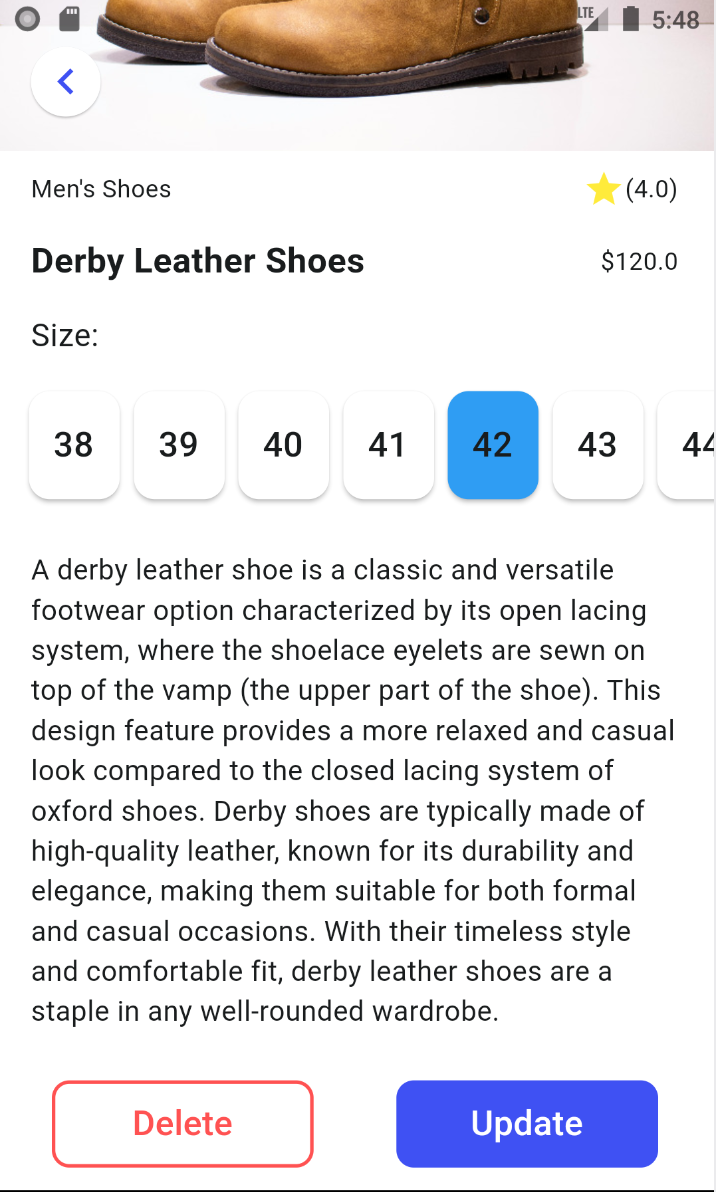 LTE 5:48
Men's Shoes (4.0)
Derby Leather Shoes $120.0
Size:
38 39 40 41 42 43 44
A derby leather shoe is a classic and versatile
footwear option characterized by its open lacing
system, where the shoelace eyelets are sewn on
top of the vamp (the upper part of the shoe). This
design feature provides a more relaxed and casual
look compared to the closed lacing system of
oxford shoes. Derby shoes are typically made of
high-quality leather, known for its durability and
elegance, making them suitable for both formal
and casual occasions. With their timeless style
and comfortable fit, derby leather shoes are a
staple in any well-rounded wardrobe.
Delete Update